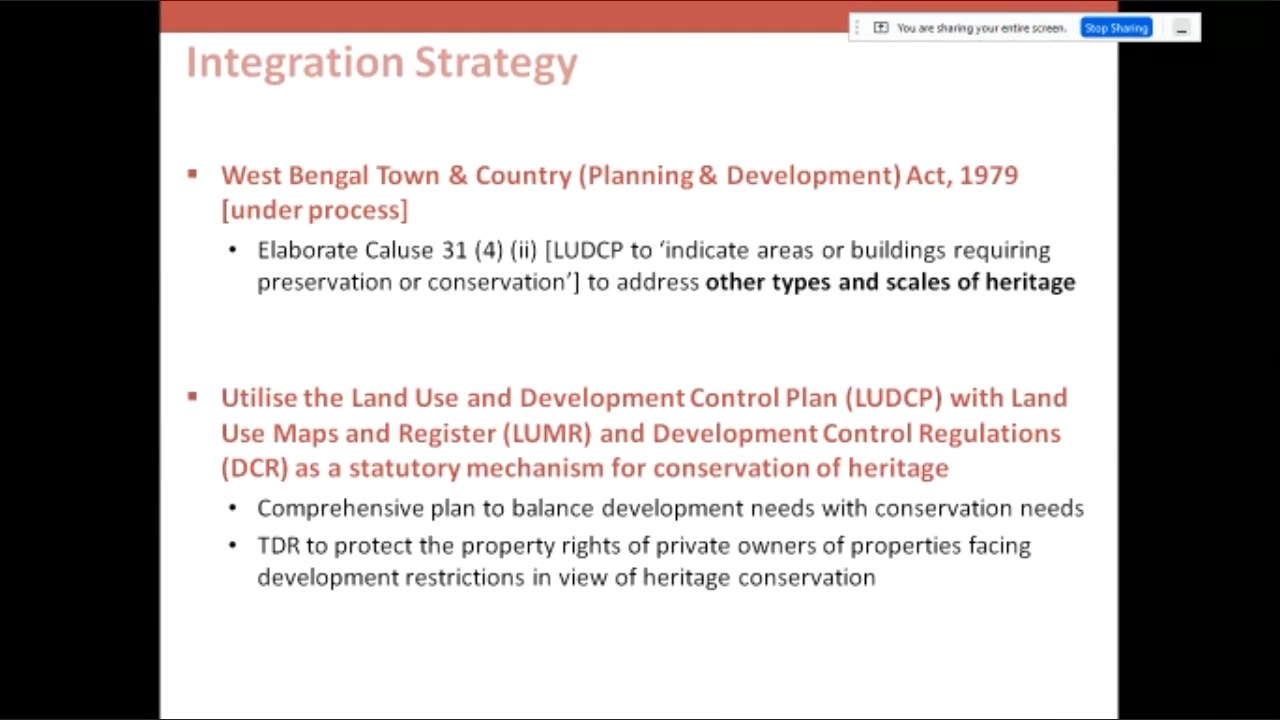 You are sharing your entire screen. Stop Sharing
Integration Strategy
▪ West Bengal Town & Country (Planning & Development) Act, 1979
[under process]
• Elaborate Caluse 31 (4) (ii) [LUDCP to ‘indicate areas or buildings requiring
preservation or conservation’] to address other types and scales of heritage
▪ Utilise the Land Use and Development Control Plan (LUDCP) with Land
Use Maps and Register (LUMR) and Development Control Regulations
(DCR) as a statutory mechanism for conservation of heritage
• Comprehensive plan to balance development needs with conservation needs
• TDR to protect the property rights of private owners of properties facing
development restrictions in view of heritage conservation